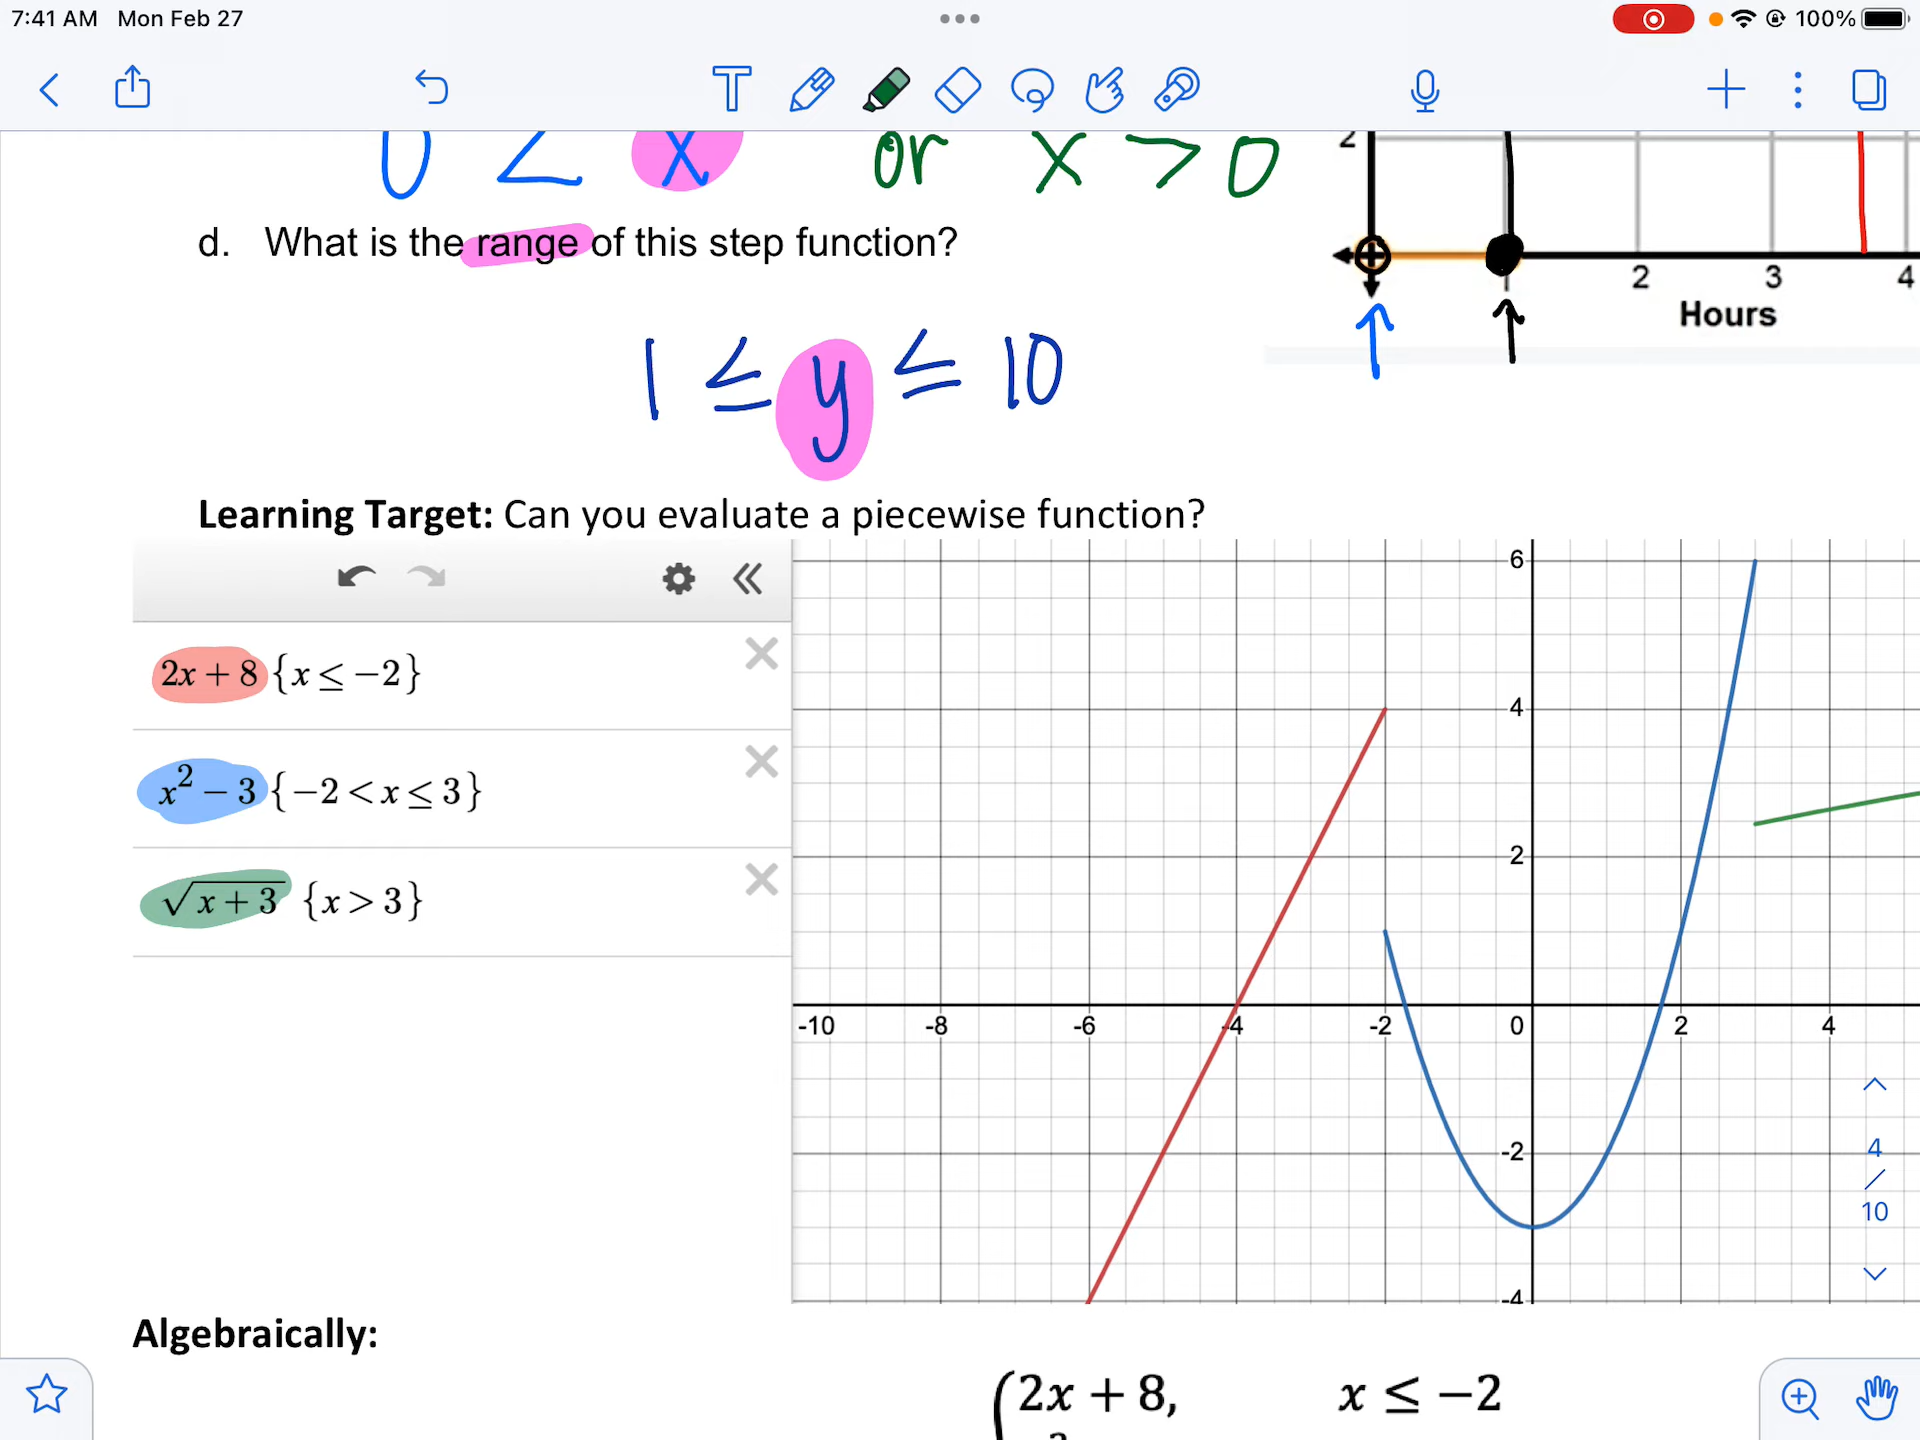 7:41 AM Mon Feb 27
100%
0 < x or x > 0
d. What is the range of this step function?
1 ≤ y ≤ 10
2
2 3 4
Hours
Learning Target: Can you evaluate a piecewise function?
2x + 8 {x ≤ −2}
x² − 3 {−2 < x ≤ 3}
√x + 3 {x > 3}
6
4
2
-10 -8 -6 -4 -2 0 2 4
-2
-4
4
/
10
Algebraically:
2x + 8, x ≤ −2